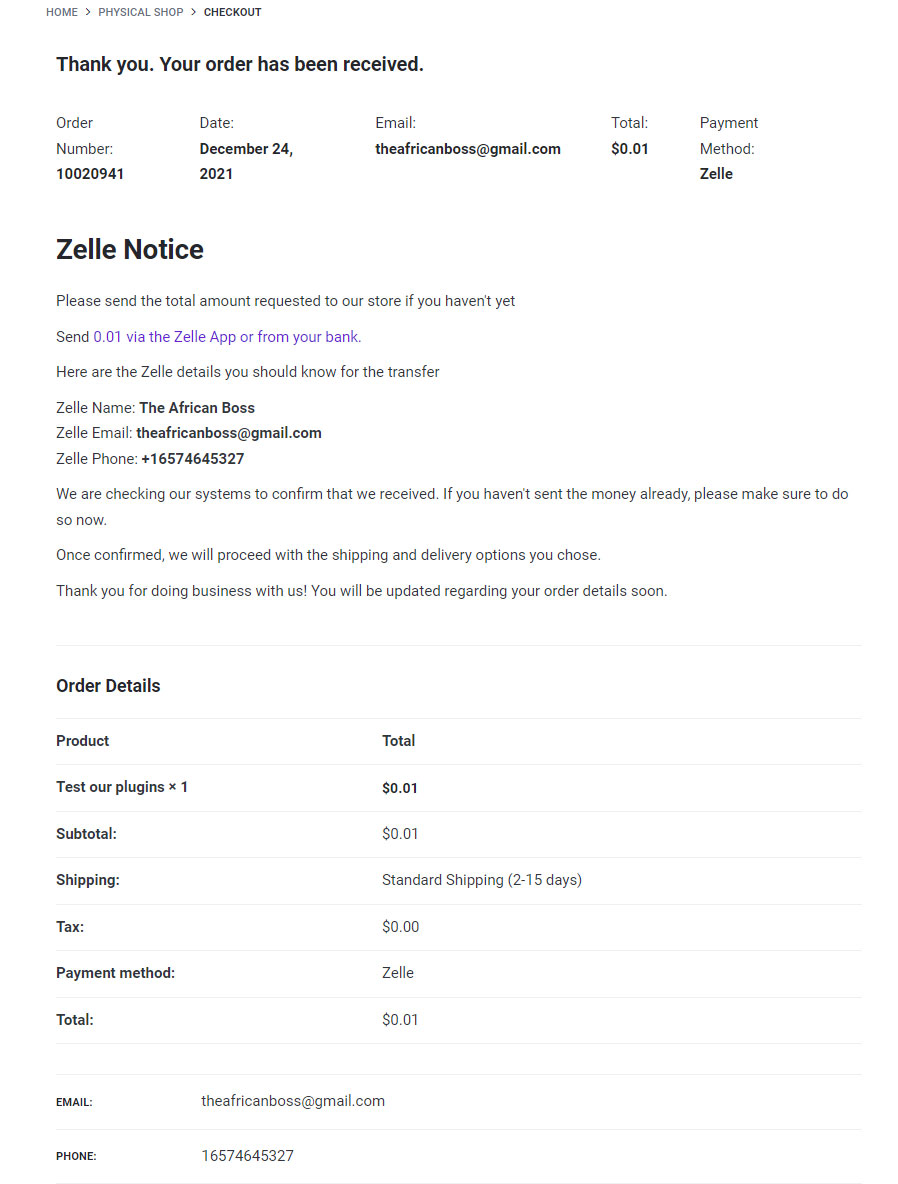 HOME > PHYSICAL SHOP > CHECKOUT
Thank you. Your order has been received.
Order Number: 10020941
Date: December 24, 2021
Email: theafricanboss@gmail.com
Total: $0.01
Payment Method: Zelle
Zelle Notice
Please send the total amount requested to our store if you haven't yet
Send 0.01 via the Zelle App or from your bank.
Here are the Zelle details you should know for the transfer
Zelle Name: The African Boss
Zelle Email: theafricanboss@gmail.com
Zelle Phone: +16574645327
We are checking our systems to confirm that we received. If you haven't sent the money already, please make sure to do
so now.
Once confirmed, we will proceed with the shipping and delivery options you chose.
Thank you for doing business with us! You will be updated regarding your order details soon.
Order Details
Product Total
Test our plugins × 1 $0.01
Subtotal: $0.01
Shipping: Standard Shipping (2-15 days)
Tax: $0.00
Payment method: Zelle
Total: $0.01
EMAIL: theafricanboss@gmail.com
PHONE: 16574645327